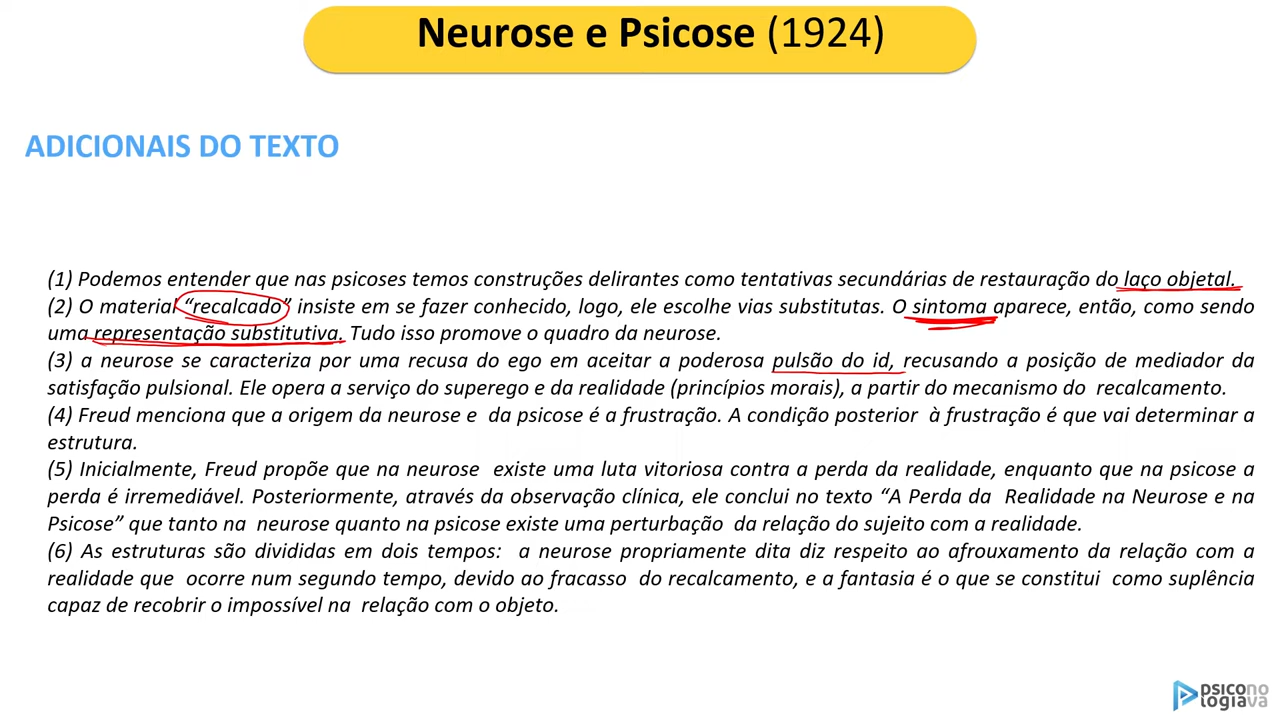 Neurose e Psicose (1924)
ADICIONAIS DO TEXTO
(1) Podemos entender que nas psicoses temos construções delirantes como tentativas secundárias de restauração do laço objetal.
(2) O material “recalcado” insiste em se fazer conhecido, logo, ele escolhe vias substitutas. O sintoma aparece, então, como sendo
uma representação substitutiva. Tudo isso promove o quadro da neurose.
(3) a neurose se caracteriza por uma recusa do ego em aceitar a poderosa pulsão do id, recusando a posição de mediador da
satisfação pulsional. Ele opera a serviço do superego e da realidade (princípios morais), a partir do mecanismo do recalcamento.
(4) Freud menciona que a origem da neurose e da psicose é a frustração. A condição posterior à frustração é que vai determinar a
estrutura.
(5) Inicialmente, Freud propõe que na neurose existe uma luta vitoriosa contra a perda da realidade, enquanto que na psicose a
perda é irremediável. Posteriormente, através da observação clínica, ele conclui no texto “A Perda da Realidade na Neurose e na
Psicose” que tanto na neurose quanto na psicose existe uma perturbação da relação do sujeito com a realidade.
(6) As estruturas são divididas em dois tempos: a neurose propriamente dita diz respeito ao afrouxamento da relação com a
realidade que ocorre num segundo tempo, devido ao fracasso do recalcamento, e a fantasia é o que se constitui como suplência
capaz de recobrir o impossível na relação com o objeto.
psicono
logiava